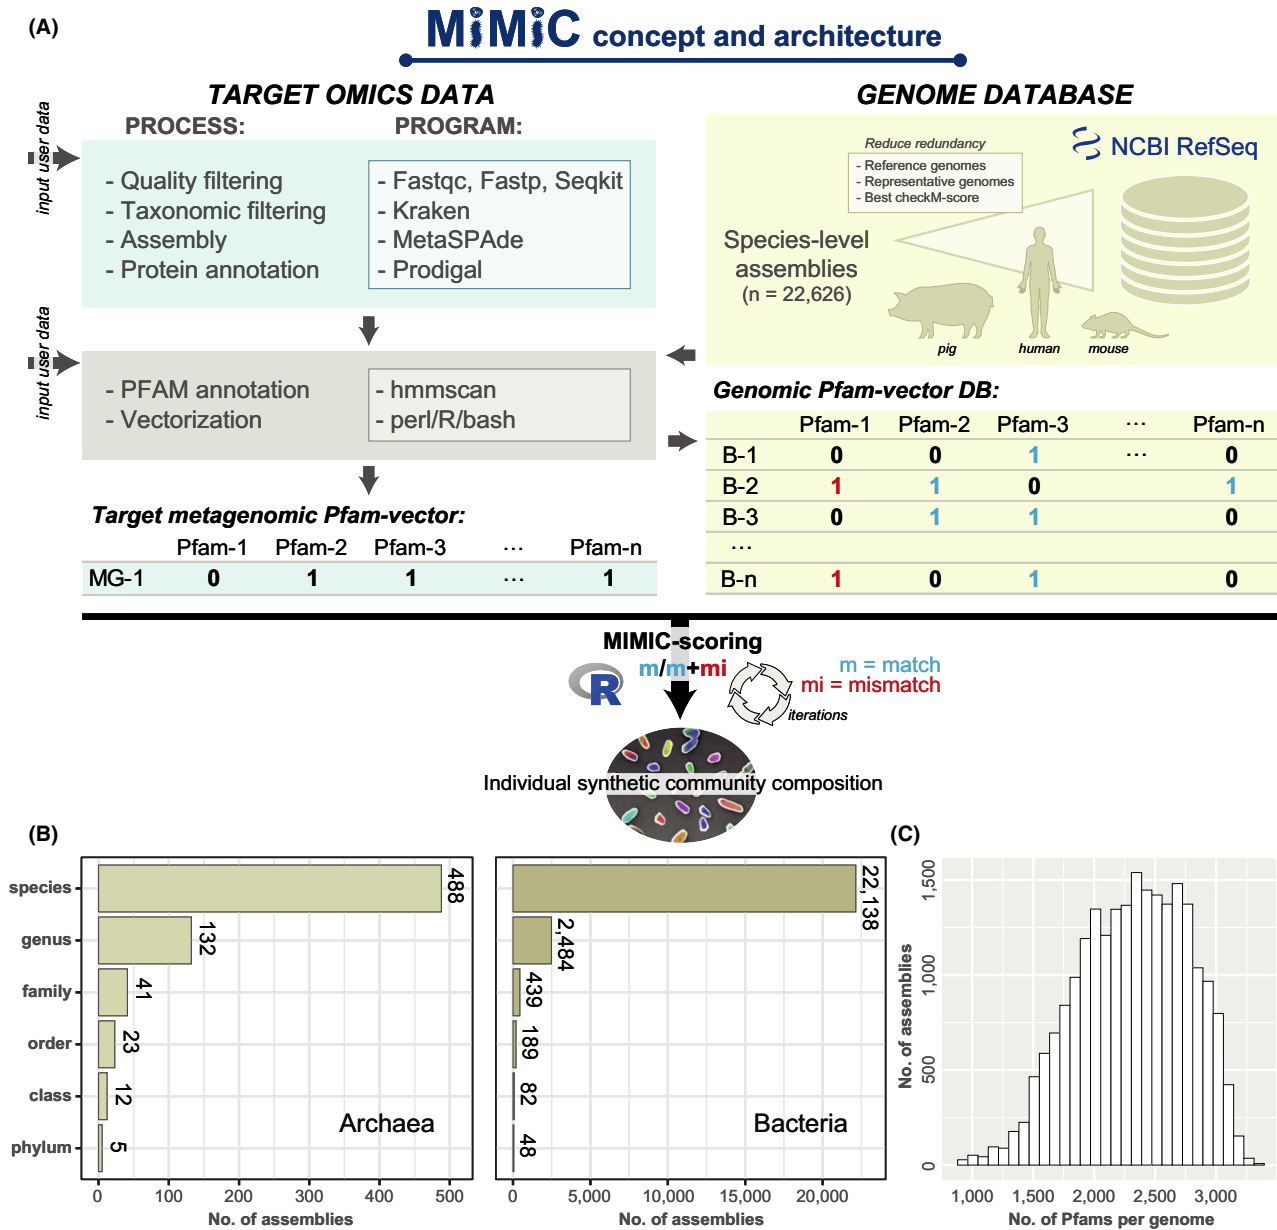 (A)
MiMiC concept and architecture
TARGET OMICS DATA
PROCESS:
PROGRAM:
input user data
- Quality filtering
- Taxonomic filtering
- Assembly
- Protein annotation
- Fastqc, Fastp, Seqkit
- Kraken
- MetaSPAde
- Prodigal
input user data
- PFAM annotation
- Vectorization
- hmmscan
- perl/R/bash
Target metagenomic Pfam-vector:
Pfam-1 Pfam-2 Pfam-3 ... Pfam-n
MG-1 0 1 1 ... 1
GENOME DATABASE
Reduce redundancy
- Reference genomes
- Representative genomes
- Best checkM-score
NCBI RefSeq
Species-level
assemblies
(n = 22,626)
pig
human
mouse
Genomic Pfam-vector DB:
Pfam-1 Pfam-2 Pfam-3 ... Pfam-n
B-1 0 0 1 ... 0
B-2 1 1 0 1
B-3 0 1 1 0
...
B-n 1 0 1 0
MIMIC-scoring
m/m+mi
R
m = match
mi = mismatch
iterations
Individual synthetic community composition
(B)
species
genus
family
order
class
phylum
488
132
41
23
12
5
Archaea
0 100 200 300 400 500
No. of assemblies
22,138
2,484
439
189
82
48
Bacteria
0 5,000 10,000 15,000 20,000
No. of assemblies
(C)
No. of assemblies
1,500
1,000
500
0
1,000 1,500 2,000 2,500 3,000
No. of Pfams per genome